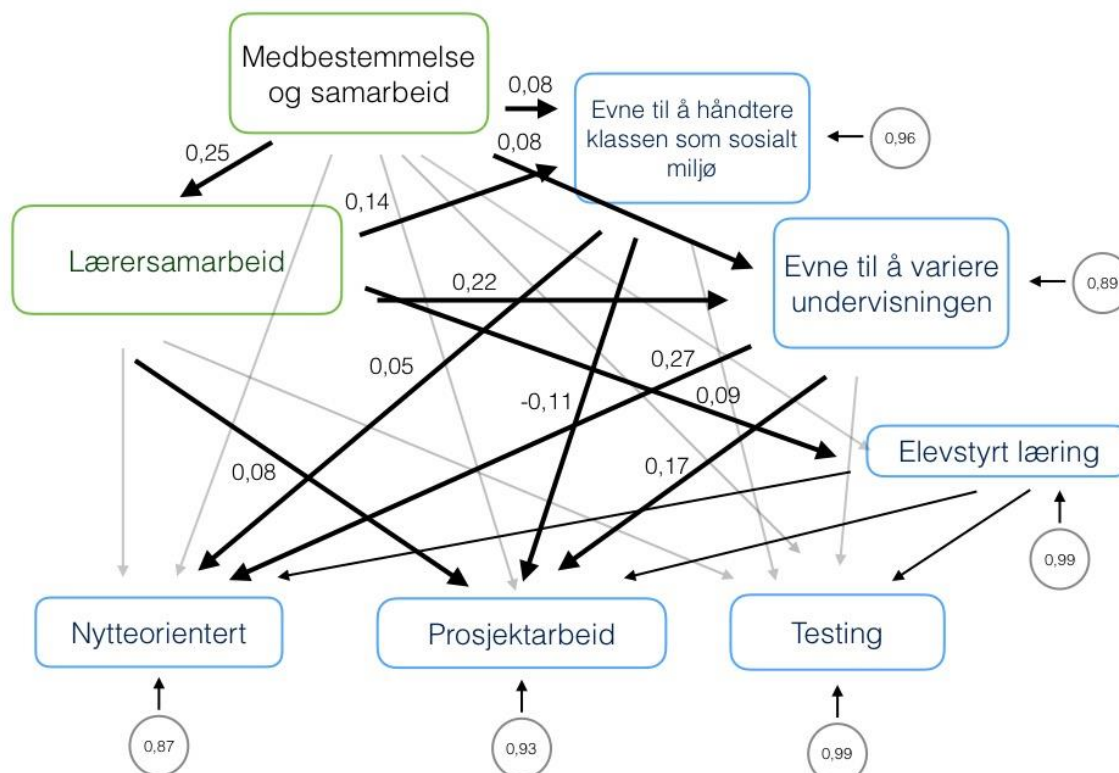 Medbestemmelse
og samarbeid
0,08
Evne til å håndtere
klassen som sosialt
miljø
0,96
0,25
0,08
0,14
Lærersamarbeid
0,22
Evne til å variere
undervisningen
0,89
0,05
0,27
-0,11
0,09
0,08
0,17
Elevstyrt læring
0,99
Nytteorientert
Prosjektarbeid
Testing
0,87
0,93
0,99